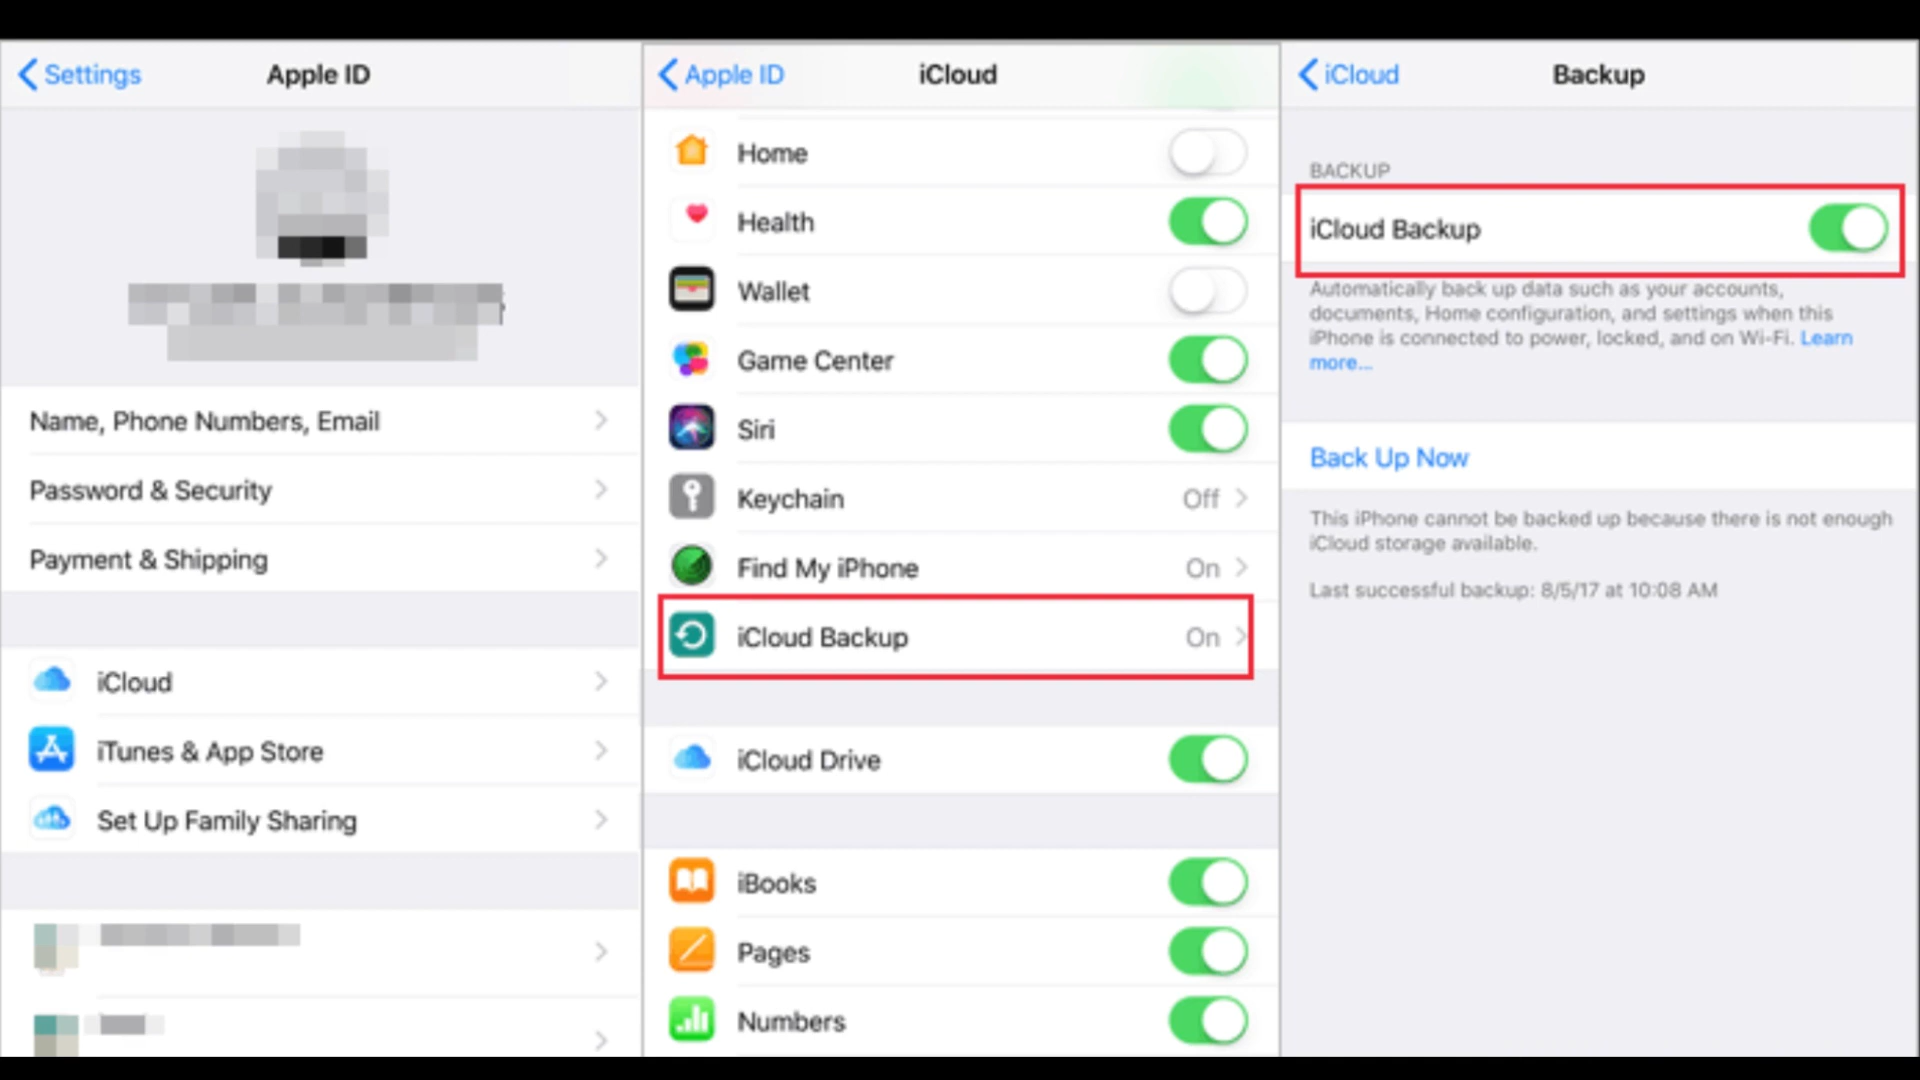 Settings
Apple ID
Name, Phone Numbers, Email
Password & Security
Payment & Shipping
iCloud
iTunes & App Store
Set Up Family Sharing
Apple ID
iCloud
Home
Health
Wallet
Game Center
Siri
Keychain Off
Find My iPhone On
iCloud Backup On
iCloud Drive
iBooks
Pages
Numbers
iCloud
Backup
BACKUP
iCloud Backup
Automatically back up data such as your accounts,
documents, Home configuration, and settings when this
iPhone is connected to power, locked, and on Wi-Fi. Learn
more...
Back Up Now
This iPhone cannot be backed up because there is not enough
iCloud storage available.
Last successful backup: 8/5/17 at 10:08 AM